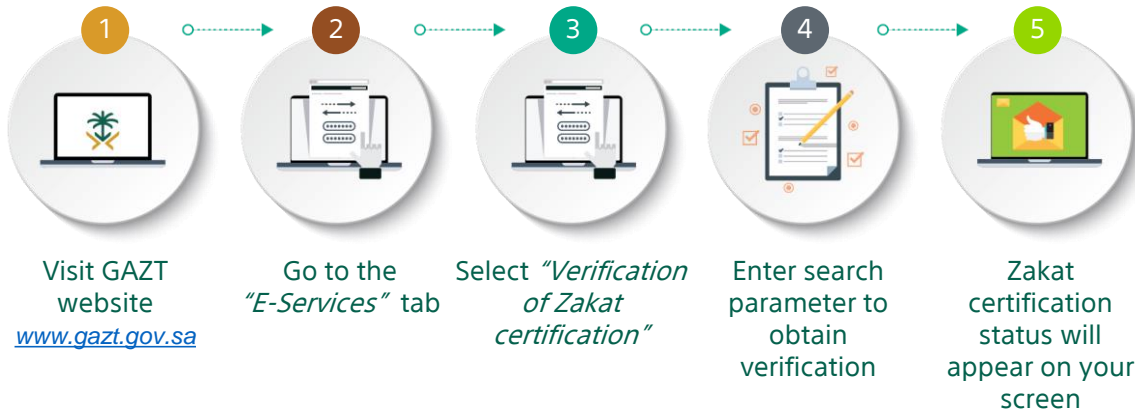 1
2
3
4
5
Visit GAZT
website
www.gazt.gov.sa
Go to the
"E-Services" tab
Select "Verification
of Zakat
certification"
Enter search
parameter to
obtain
verification
Zakat
certification
status will
appear on your
screen